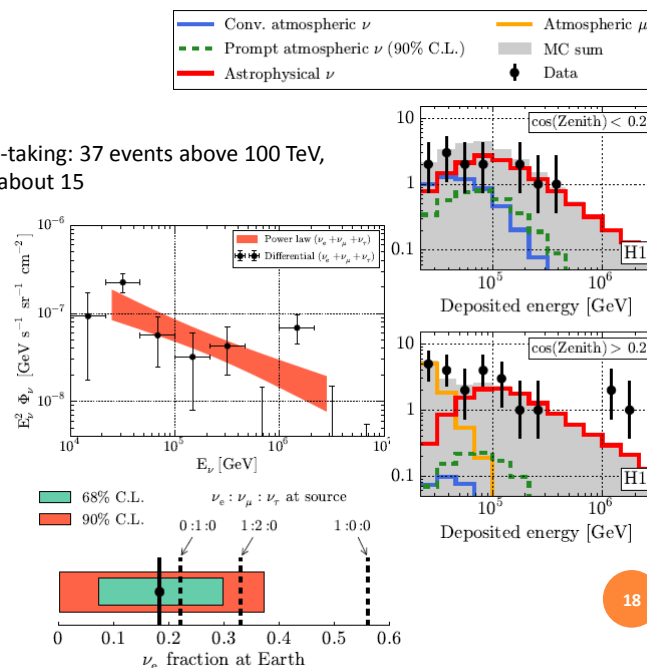 Conv. atmospheric ν
Prompt atmospheric ν (90% C.L.)
Astrophysical ν
Atmospheric μ
MC sum
Data
-taking: 37 events above 100 TeV,
about 15
10
1
0.1
cos(Zenith) < 0.2
H1
10⁵ 10⁶
Deposited energy [GeV]
10⁻⁶
10⁻⁷
10⁻⁸
E²ν Φν [GeV s⁻¹ sr⁻¹ cm⁻²]
Power law (νe + νμ + ντ)
Differential (νe + νμ + ντ)
10⁴ 10⁵ 10⁶ 10
Eν [GeV]
10
1
0.1
cos(Zenith) > 0.2
H1
10⁵ 10⁶
Deposited energy [GeV]
68% C.L.
90% C.L.
νe : νμ : ντ at source
0:1:0 1:2:0 1:0:0
0 0.1 0.2 0.3 0.4 0.5 0.6
νe fraction at Earth
18